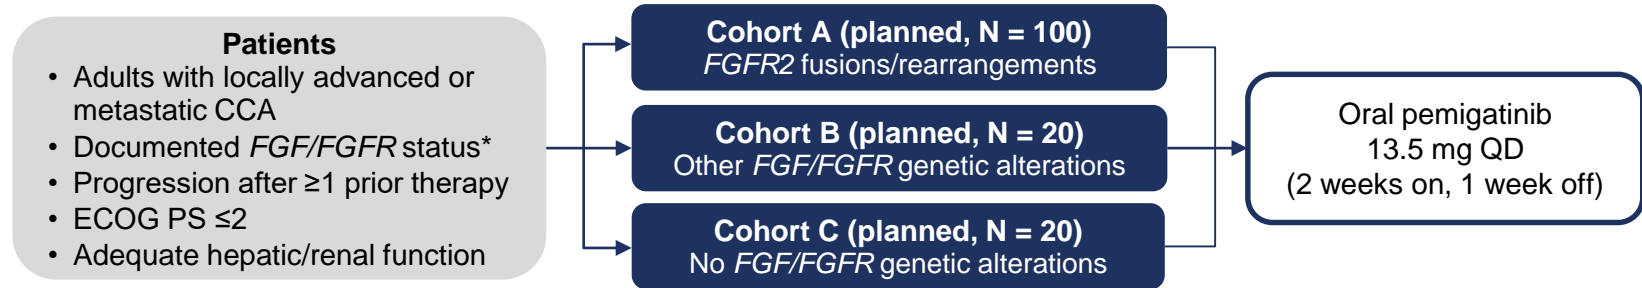 Patients
• Adults with locally advanced or
metastatic CCA
• Documented FGF/FGFR status*
• Progression after ≥1 prior therapy
• ECOG PS ≤2
• Adequate hepatic/renal function
Cohort A (planned, N = 100)
FGFR2 fusions/rearrangements
Cohort B (planned, N = 20)
Other FGF/FGFR genetic alterations
Cohort C (planned, N = 20)
No FGF/FGFR genetic alterations
Oral pemigatinib
13.5 mg QD
(2 weeks on, 1 week off)